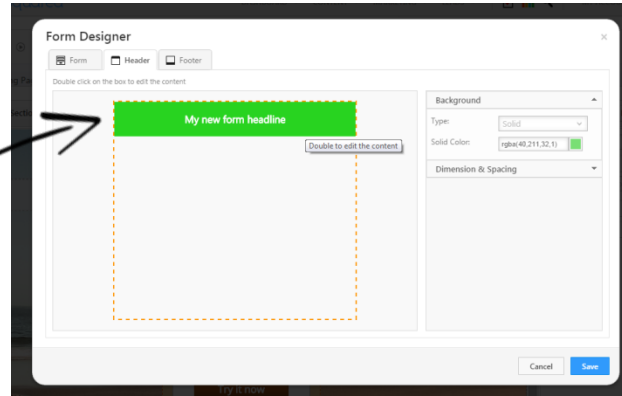 Form Designer
×
Form Header Footer
Double click on the box to edit the content
My new form headline
Double to edit the content
Background
Type: Solid
Solid Color: rgba(40,211,32,1)
Dimension & Spacing
Cancel Save
Try it now